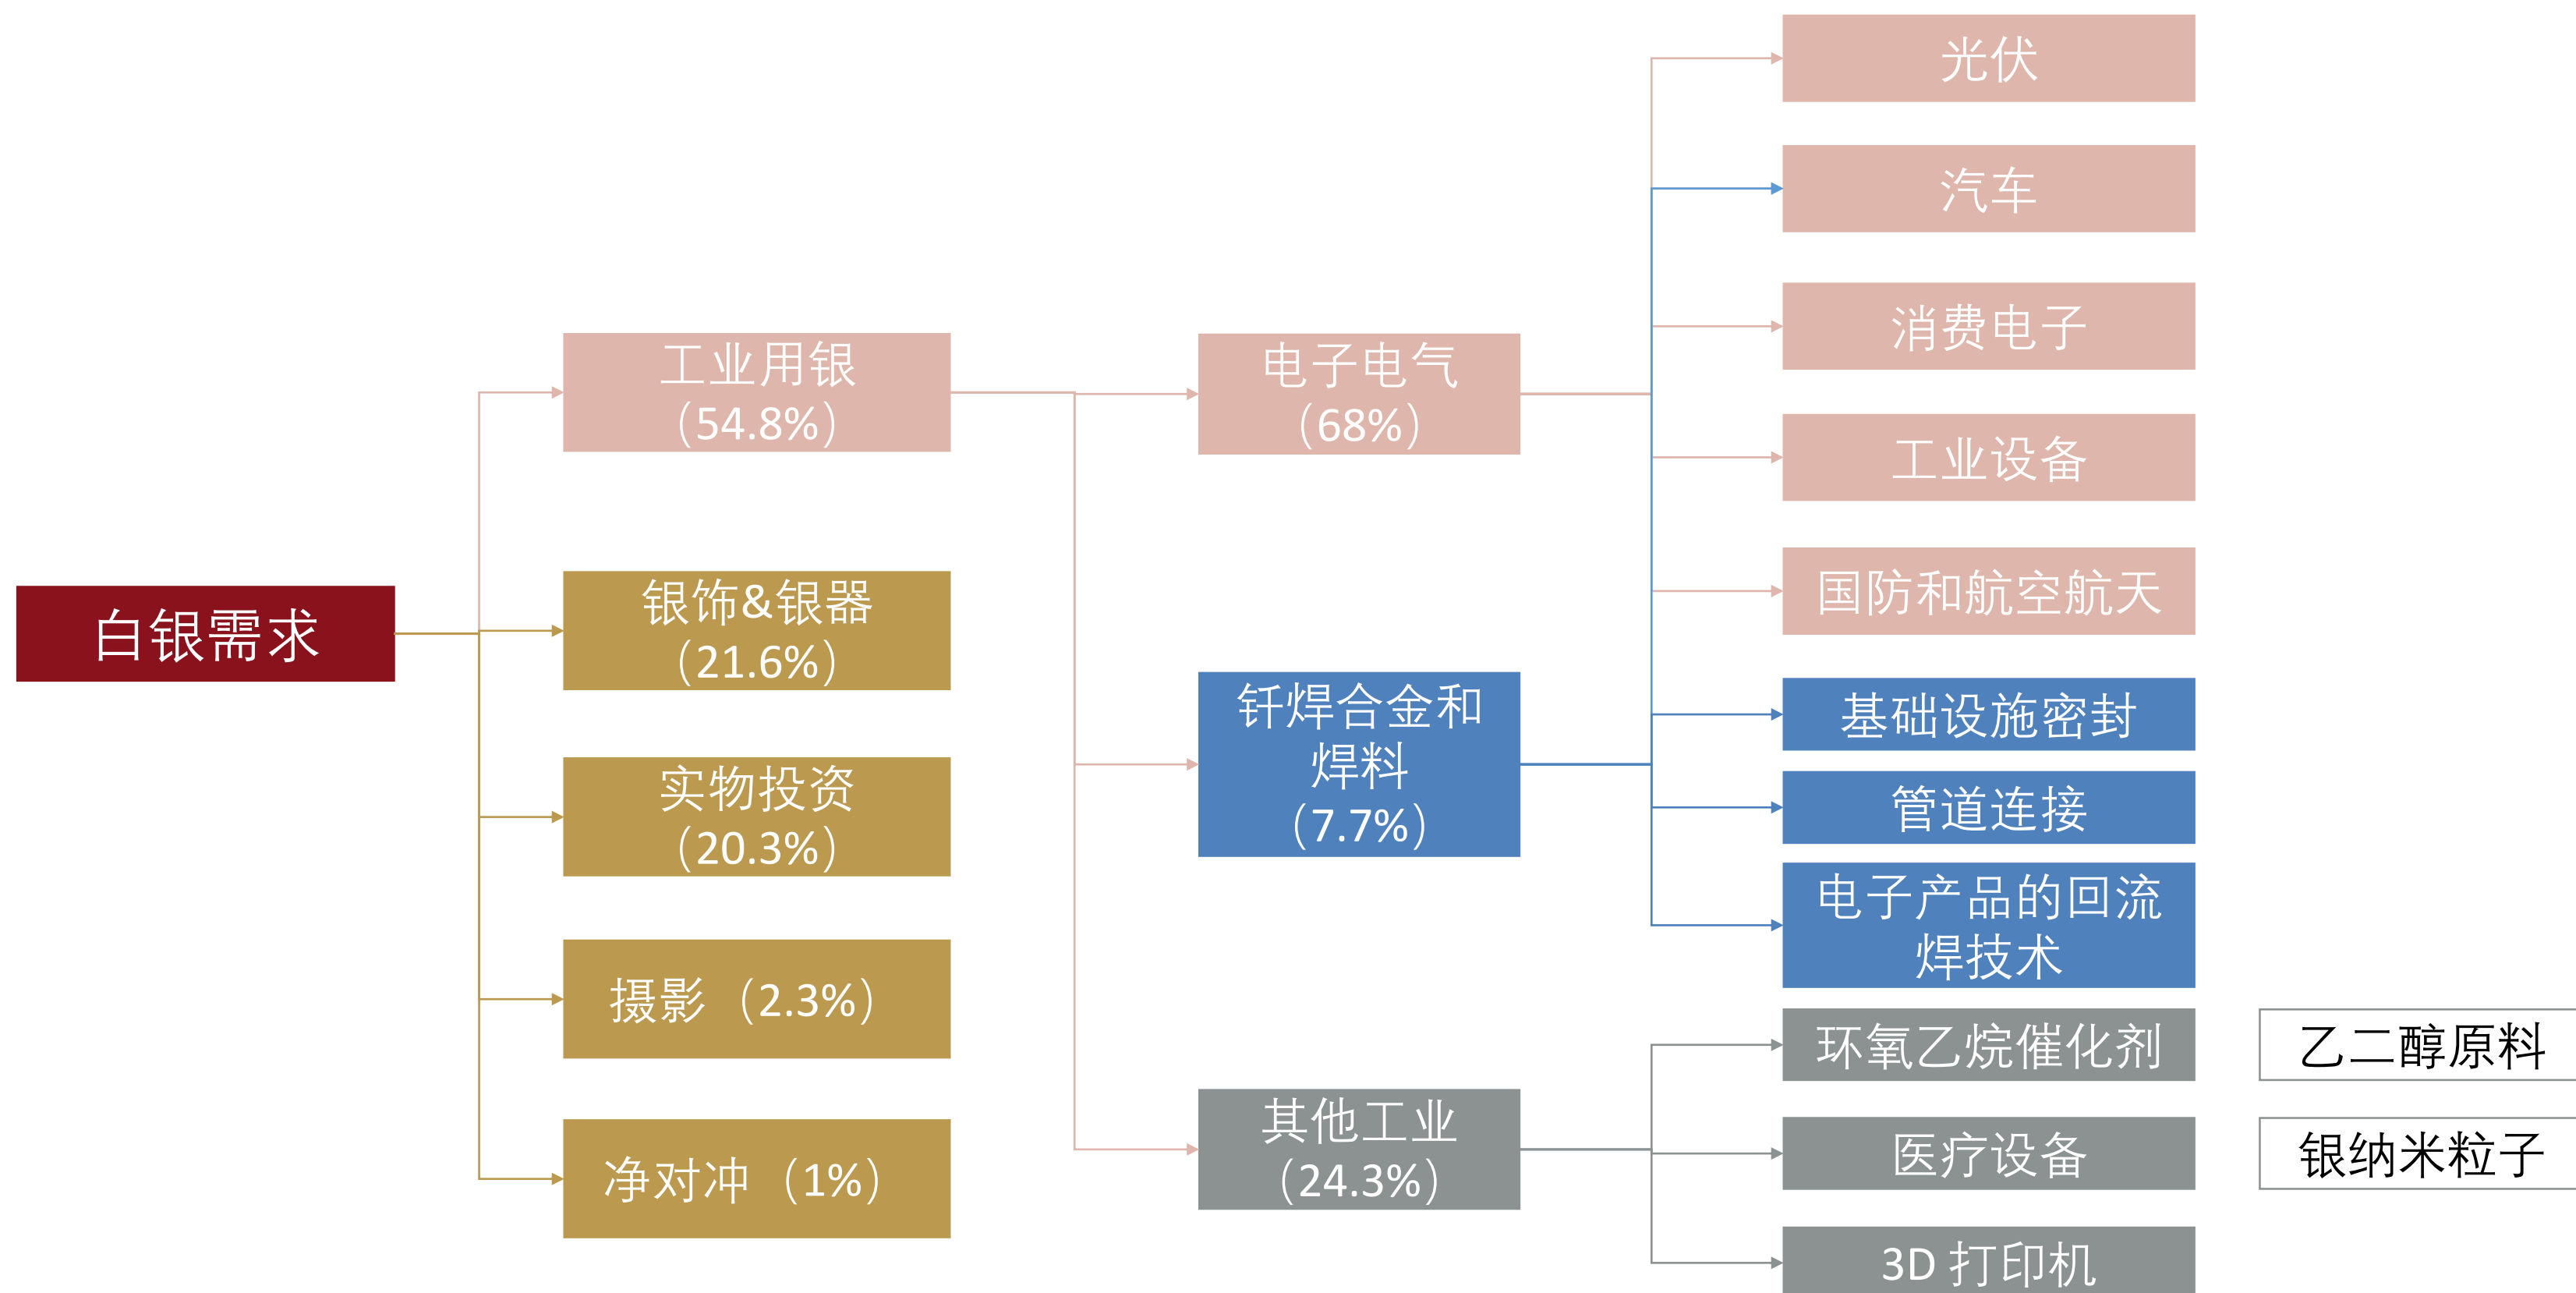 白银需求
工业用银
（54.8%）
银饰&银器
（21.6%）
实物投资
（20.3%）
摄影（2.3%）
净对冲（1%）
电子电气
（68%）
钎焊合金和
焊料
（7.7%）
其他工业
（24.3%）
光伏
汽车
消费电子
工业设备
国防和航空航天
基础设施密封
管道连接
电子产品的回流
焊技术
环氧乙烷催化剂
医疗设备
3D 打印机
乙二醇原料
银纳米粒子